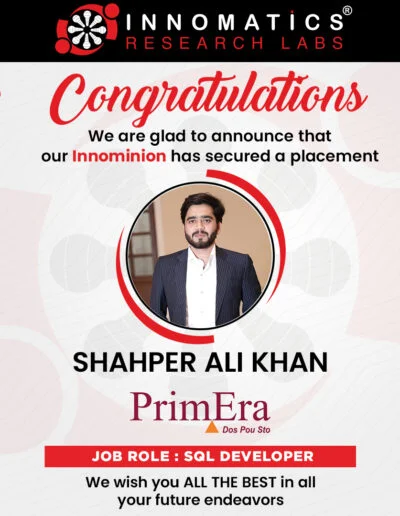 INNOMATICS®
RESEARCH LABS
Congratulations
We are glad to announce that
our Innominion has secured a placement
SHAHPER ALI KHAN
PrimEra
Dos Pou Sto
JOB ROLE : SQL DEVELOPER
We wish you ALL THE BEST in all
your future endeavors